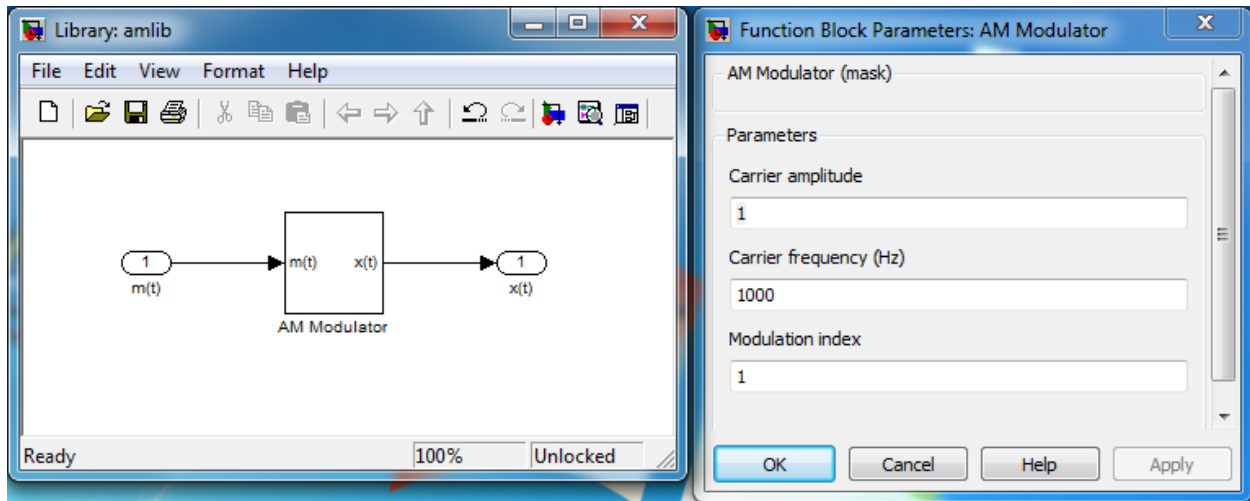 Library: amlib
File Edit View Format Help
1
m(t)
m(t) x(t)
AM Modulator
1
x(t)
Ready 100% Unlocked
Function Block Parameters: AM Modulator
AM Modulator (mask)
Parameters
Carrier amplitude
1
Carrier frequency (Hz)
1000
Modulation index
1
OK Cancel Help Apply